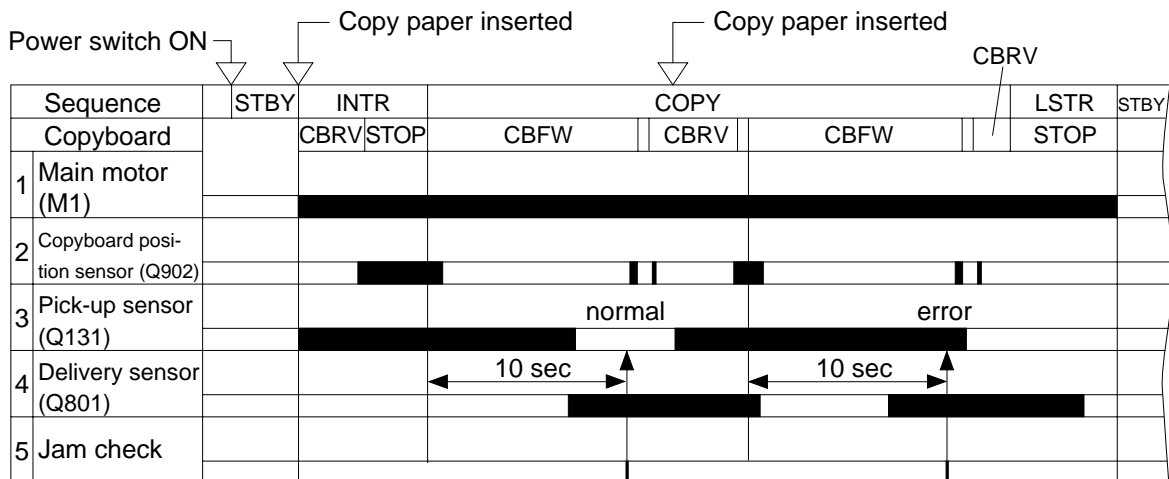 Copy paper inserted
Copy paper inserted
Power switch ON
CBRV
Sequence STBY INTR COPY LSTR STBY
Copyboard CBRV STOP CBFW CBRV CBFW STOP
1 Main motor
(M1)
2 Copyboard posi-
tion sensor (Q902)
3 Pick-up sensor normal error
(Q131)
4 Delivery sensor 10 sec 10 sec
(Q801)
5 Jam check